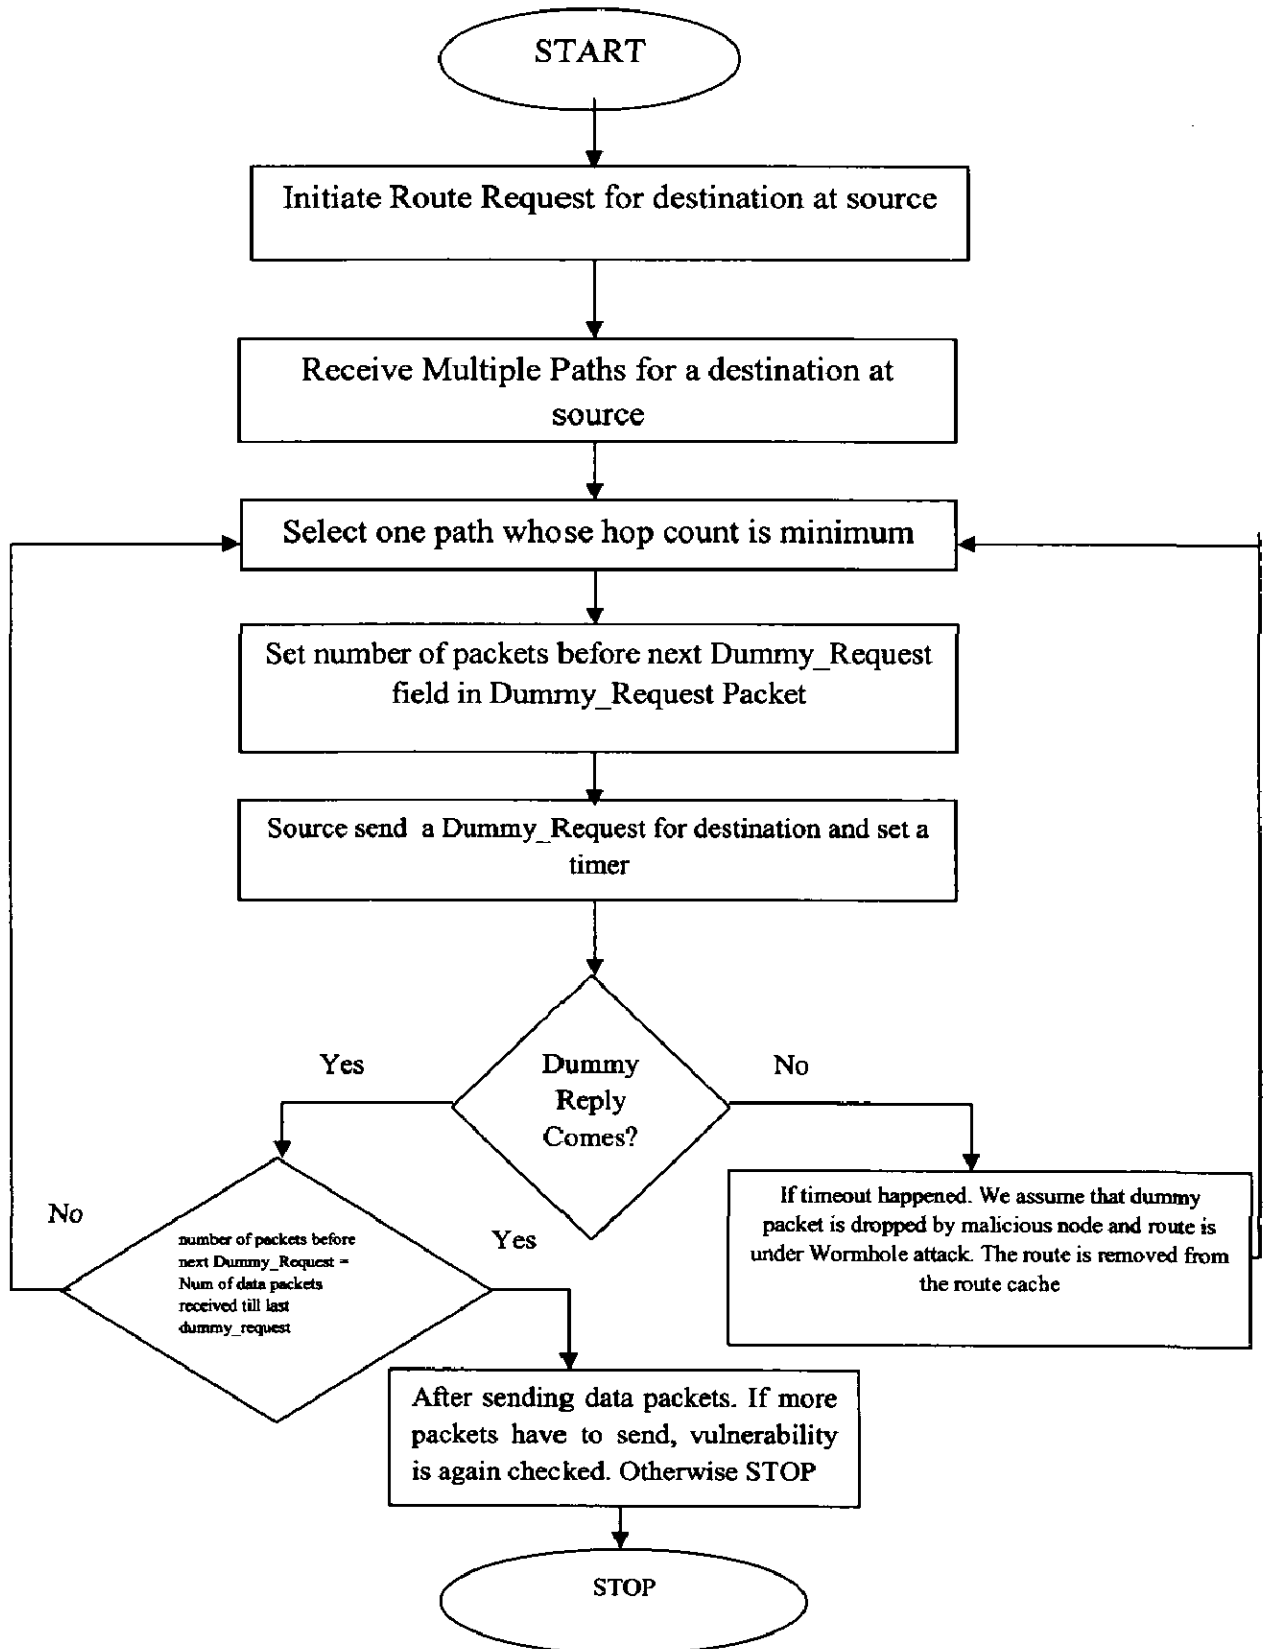 START
Initiate Route Request for destination at source
Receive Multiple Paths for a destination at
source
Select one path whose hop count is minimum
Set number of packets before next Dummy_Request
field in Dummy_Request Packet
Source send a Dummy_Request for destination and set a
timer
Dummy
Reply
Comes?
Yes
No
number of packets before
next Dummy_Request =
Num of data packets
received till last
dummy_request
No
Yes
If timeout happened. We assume that dummy
packet is dropped by malicious node and route is
under Wormhole attack. The route is removed from
the route cache
After sending data packets. If more
packets have to send, vulnerability
is again checked. Otherwise STOP
STOP